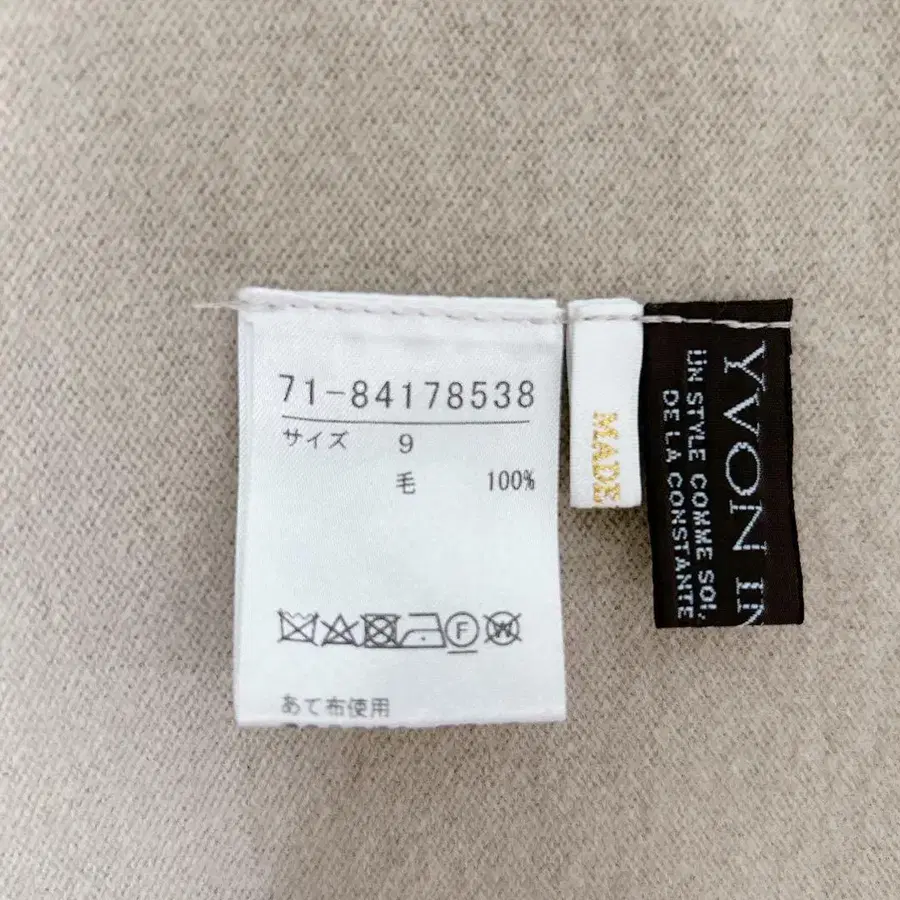 71-84178538
サイズ 9
毛 100%
F W
あて布使用
MADE
YVON IN
UN STYLE COMME SOI,
DE LA CONSTANTE